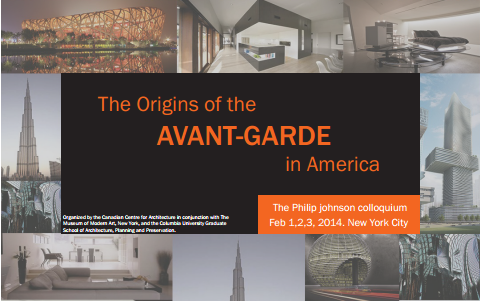 The Origins of the
AVANT-GARDE
in America
The Philip johnson colloquium
Feb 1,2,3, 2014. New York City
Organized by the Canadian Centre for Architecture in conjunction with The
Museum of Modern Art, New York, and the Columbia University Graduate
School of Architecture, Planning and Preservation.